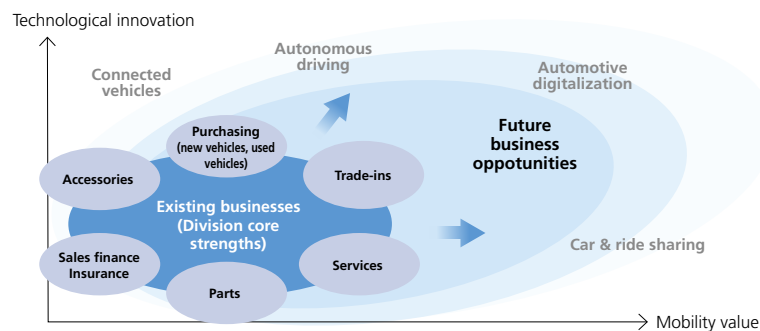 Technological innovation
Connected
vehicles
Autonomous
driving
Automotive
digitalization
Purchasing
(new vehicles, used
vehicles)
Accessories
Trade-ins
Existing businesses
(Division core
strengths)
Sales finance
Insurance
Parts
Services
Future
business
oppotunities
Car & ride sharing
Mobility value